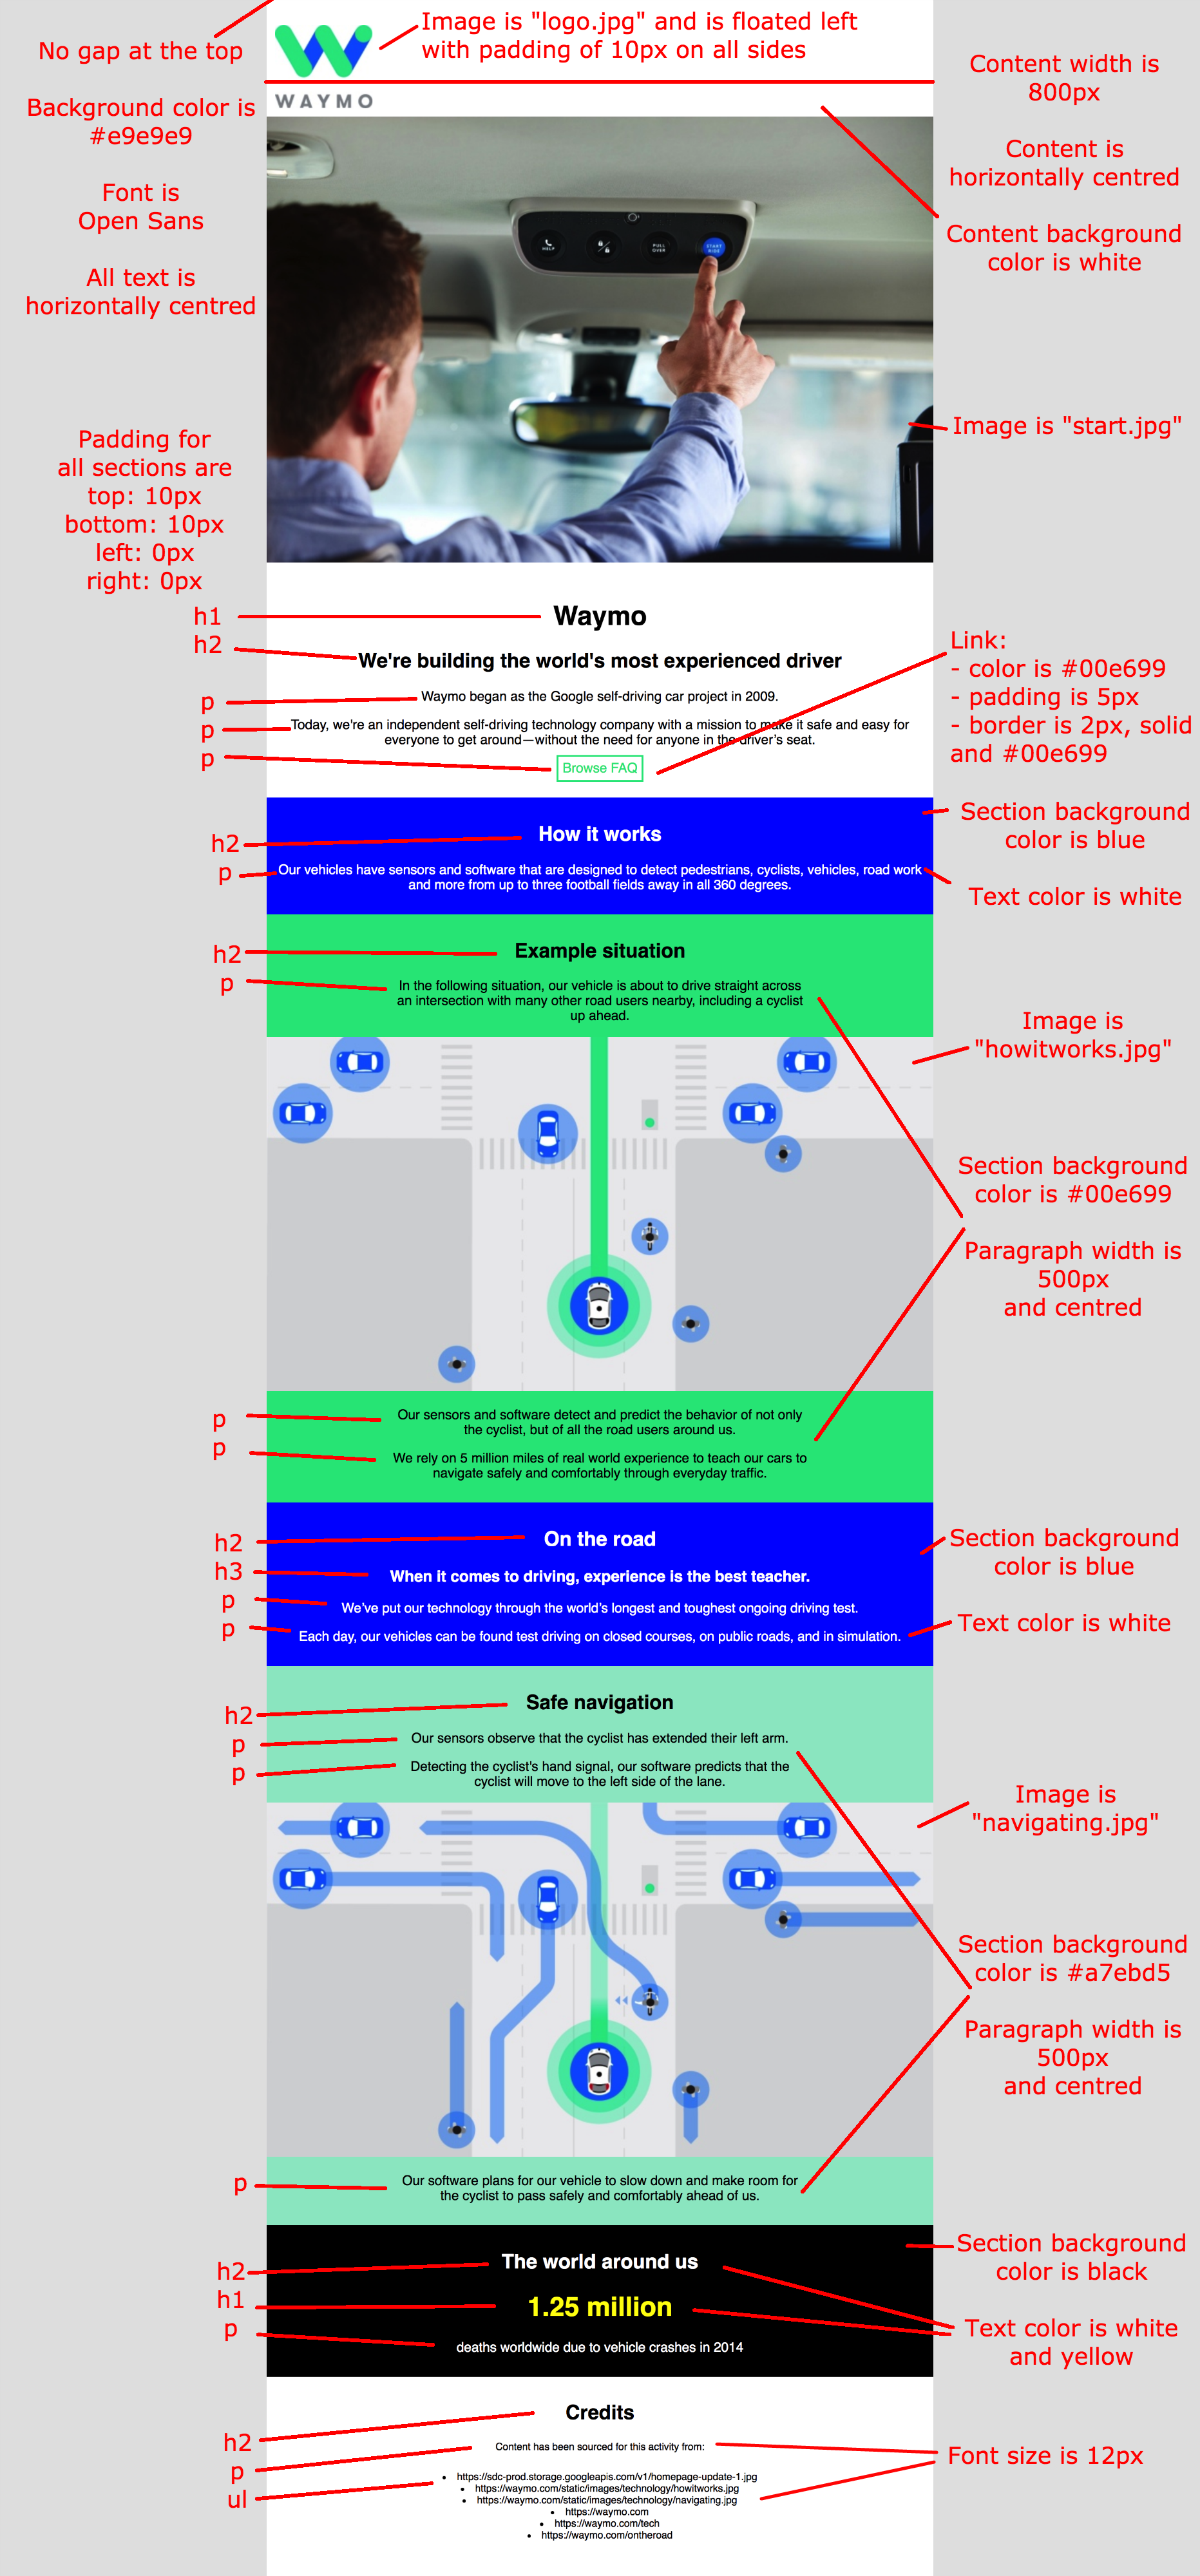 No gap at the top
Image is "logo.jpg" and is floated left
with padding of 10px on all sides
WAYMO
Background color is
#e9e9e9
Font is
Open Sans
All text is
horizontally centred
Content width is
800px
Content is
horizontally centred
Content background
color is white
HELP
PULL
OVER
START
RIDE
Image is "start.jpg"
Padding for
all sections are
top: 10px
bottom: 10px
left: 0px
right: 0px
h1
Waymo
h2
We're building the world's most experienced driver
Link:
- color is #00e699
- padding is 5px
- border is 2px, solid
and #00e699
p
Waymo began as the Google self-driving car project in 2009.
p
Today, we're an independent self-driving technology company with a mission to make it safe and easy for
everyone to get around—without the need for anyone in the driver's seat.
p
Browse FAQ
Section background
color is blue
h2
How it works
p
Our vehicles have sensors and software that are designed to detect pedestrians, cyclists, vehicles, road work
and more from up to three football fields away in all 360 degrees.
Text color is white
h2
Example situation
p
In the following situation, our vehicle is about to drive straight across
an intersection with many other road users nearby, including a cyclist
up ahead.
Image is
"howitworks.jpg"
Section background
color is #00e699
Paragraph width is
500px
and centred
p
Our sensors and software detect and predict the behavior of not only
the cyclist, but of all the road users around us.
p
We rely on 5 million miles of real world experience to teach our cars to
navigate safely and comfortably through everyday traffic.
h2
On the road
Section background
color is blue
h3
When it comes to driving, experience is the best teacher.
p
We've put our technology through the world's longest and toughest ongoing driving test.
p
Each day, our vehicles can be found test driving on closed courses, on public roads, and in simulation.
Text color is white
h2
Safe navigation
p
Our sensors observe that the cyclist has extended their left arm.
p
Detecting the cyclist's hand signal, our software predicts that the
cyclist will move to the left side of the lane.
Image is
"navigating.jpg"
Section background
color is #a7ebd5
Paragraph width is
500px
and centred
p
Our software plans for our vehicle to slow down and make room for
the cyclist to pass safely and comfortably ahead of us.
Section background
color is black
h2
The world around us
h1
1.25 million
p
deaths worldwide due to vehicle crashes in 2014
Text color is white
and yellow
h2
Credits
p
Content has been sourced for this activity from:
Font size is 12px
ul
• https://sdc-prod.storage.googleapis.com/v1/homepage-update-1.jpg
• https://waymo.com/static/images/technology/howitworks.jpg
• https://waymo.com/static/images/technology/navigating.jpg
• https://waymo.com
• https://waymo.com/tech
• https://waymo.com/ontheroad